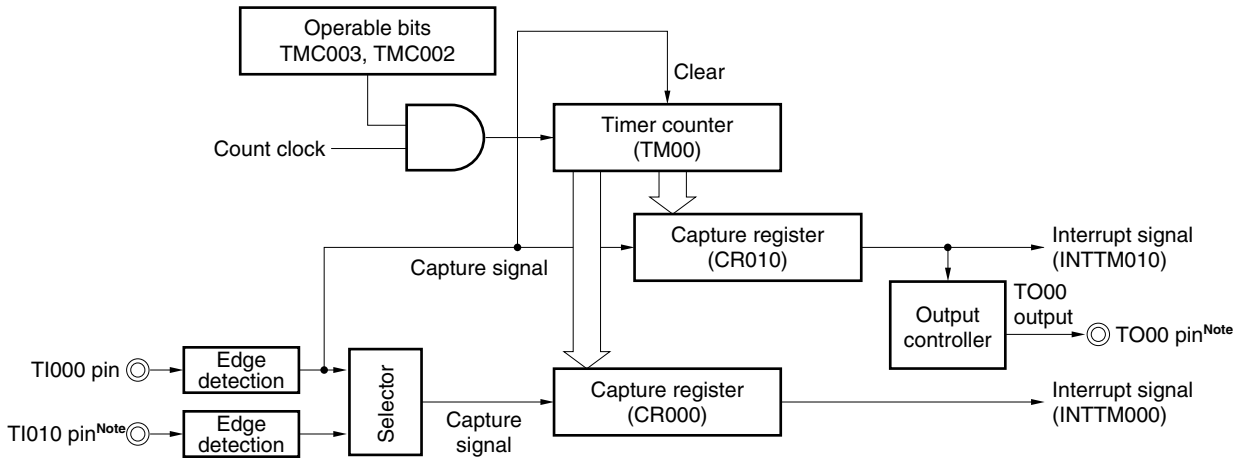 Operable bits
TMC003, TMC002
Clear
Timer counter
(TM00)
Count clock
Capture register
(CR010)
Interrupt signal
(INTTM010)
Capture signal
TO00
output
Output
controller
TO00 pinNote
TI000 pin
Edge
detection
Selector
Capture register
(CR000)
Interrupt signal
(INTTM000)
Capture
signal
TI010 pinNote
Edge
detection